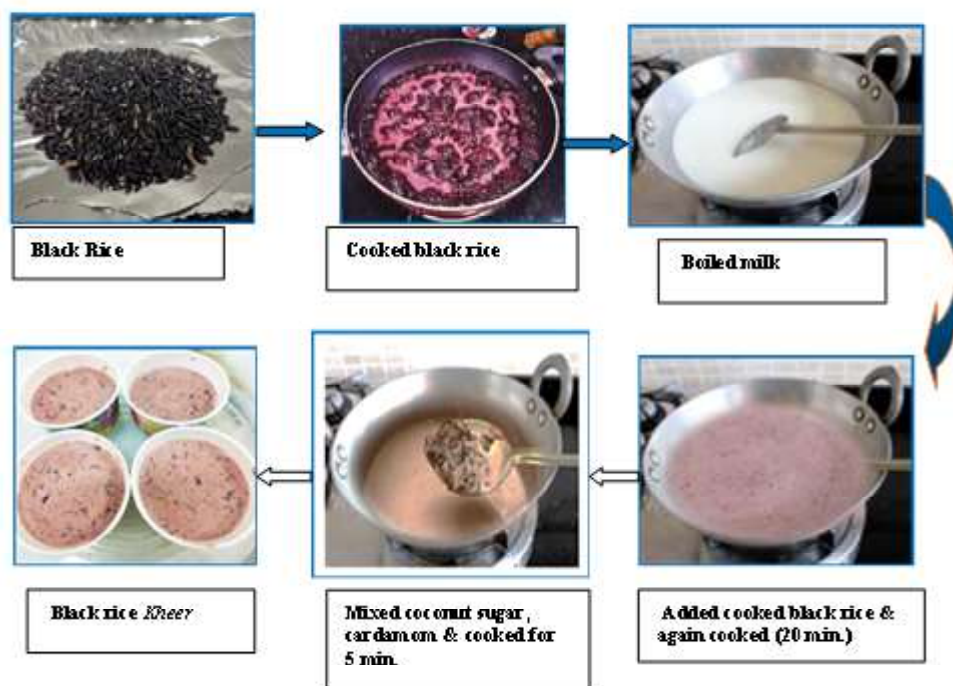 Black Rice
Cooked black rice
Boiled milk
Added cooked black rice &
again cooked (20 min.)
Mixed coconut sugar,
cardamom & cooked for
5 min.
Black rice Kheer